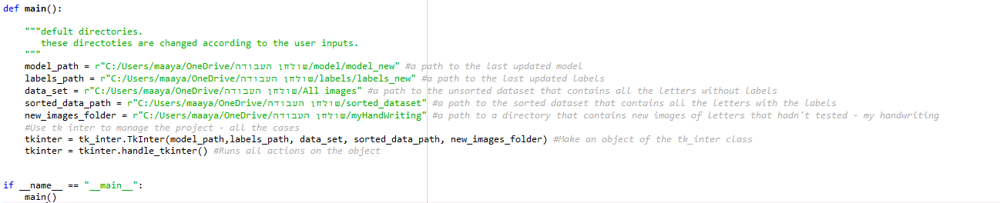 def main():
"""defult directories.
these directoties are changed according to the user inputs.
"""
model_path = r"C:/Users/maaya/OneDrive/שולחן העבודה/model/model_new" #a path to the last updated model
labels_path = r"C:/Users/maaya/OneDrive/שולחן העבודה/labels/labels_new" #a path to the last updated labels
data_set = r"C:/Users/maaya/OneDrive/שולחן העבודה/All images" #a path to the unsorted dataset that contains all the letters without labels
sorted_data_path = r"C:/Users/maaya/OneDrive/שולחן העבודה/sorted_dataset" #a path to the sorted dataset that contains all the letters with the labels
new_images_folder = r"C:/Users/maaya/OneDrive/שולחן העבודה/myHandWriting" #a path to a directory that contains new images of letters that hadn't tested - my handwriting
#Use tk inter to manage the project - all the cases
tkinter = tk_inter.TkInter(model_path,labels_path, data_set, sorted_data_path, new_images_folder) #Make an object of the tk_inter class
tkinter = tkinter.handle_tkinter() #Runs all actions on the object
if __name__ == "__main__":
main()